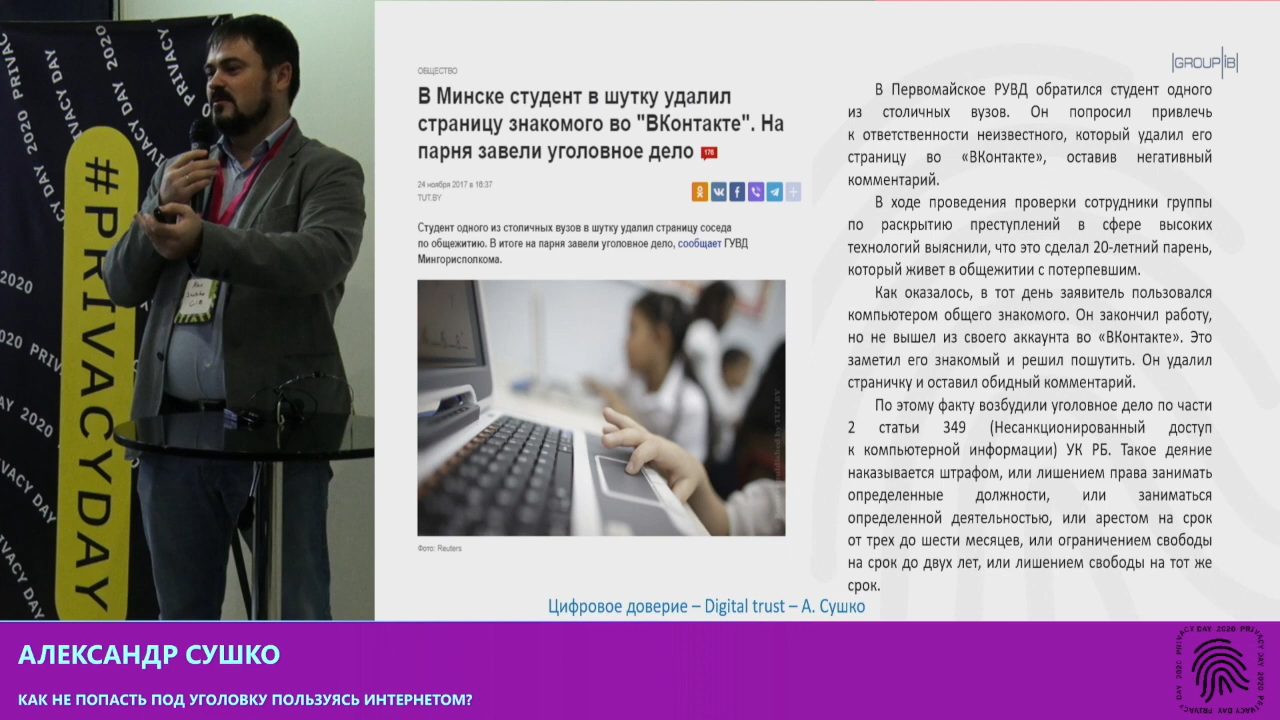 PRIVACY DAY 2020
#PRIVACYDAY
ОБЩЕСТВО
В Минске студент в шутку удалил
страницу знакомого во "ВКонтакте". На
парня завели уголовное дело 176
24 ноября 2017 в 16:37
TUT.BY
Студент одного из столичных вузов в шутку удалил страницу соседа
по общежитию. В итоге на парня завели уголовное дело, сообщает ГУВД
Мингорисполкома.
Фото: Reuters
GROUP|IB
В Первомайское РУВД обратился студент одного
из столичных вузов. Он попросил привлечь
к ответственности неизвестного, который удалил его
страницу во «ВКонтакте», оставив негативный
комментарий.
В ходе проведения проверки сотрудники группы
по раскрытию преступлений в сфере высоких
технологий выяснили, что это сделал 20-летний парень,
который живет в общежитии с потерпевшим.
Как оказалось, в тот день заявитель пользовался
компьютером общего знакомого. Он закончил работу,
но не вышел из своего аккаунта во «ВКонтакте». Это
заметил его знакомый и решил пошутить. Он удалил
страничку и оставил обидный комментарий.
По этому факту возбудили уголовное дело по части
2 статьи 349 (Несанкционированный доступ
к компьютерной информации) УК РБ. Такое деяние
наказывается штрафом, или лишением права занимать
определенные должности, или заниматься
определенной деятельностью, или арестом на срок
от трех до шести месяцев, или ограничением свободы
на срок до двух лет, или лишением свободы на тот же
срок.
Цифровое доверие – Digital trust – А. Сушко
АЛЕКСАНДР СУШКО
КАК НЕ ПОПАСТЬ ПОД УГОЛОВКУ ПОЛЬЗУЯСЬ ИНТЕРНЕТОМ?
PRIVACY DAY 2020